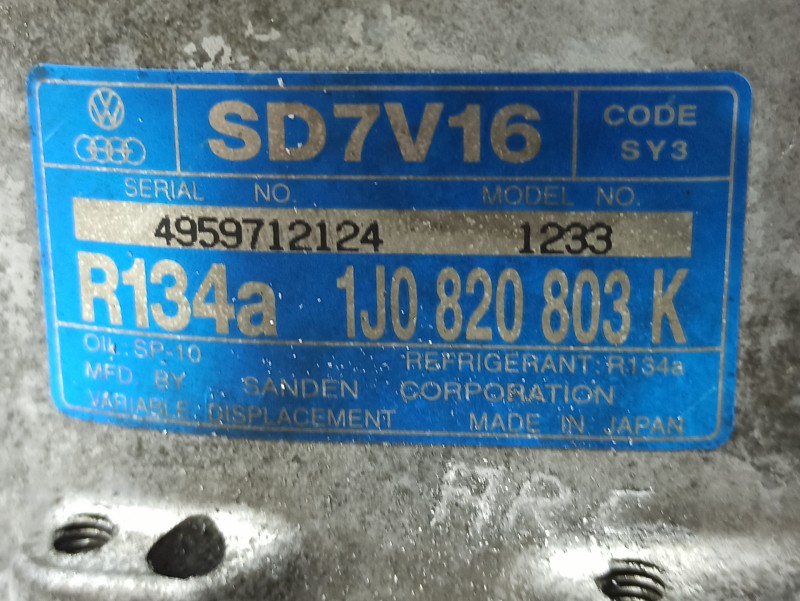 SD7V16
CODE
SY3
SERIAL NO. MODEL NO.
4959712124 1233
R134a 1J0 820 803 K
OIL: SP-10 REFRIGERANT: R134a
MFD. BY SANDEN CORPORATION
VARIABLE DISPLACEMENT MADE IN JAPAN